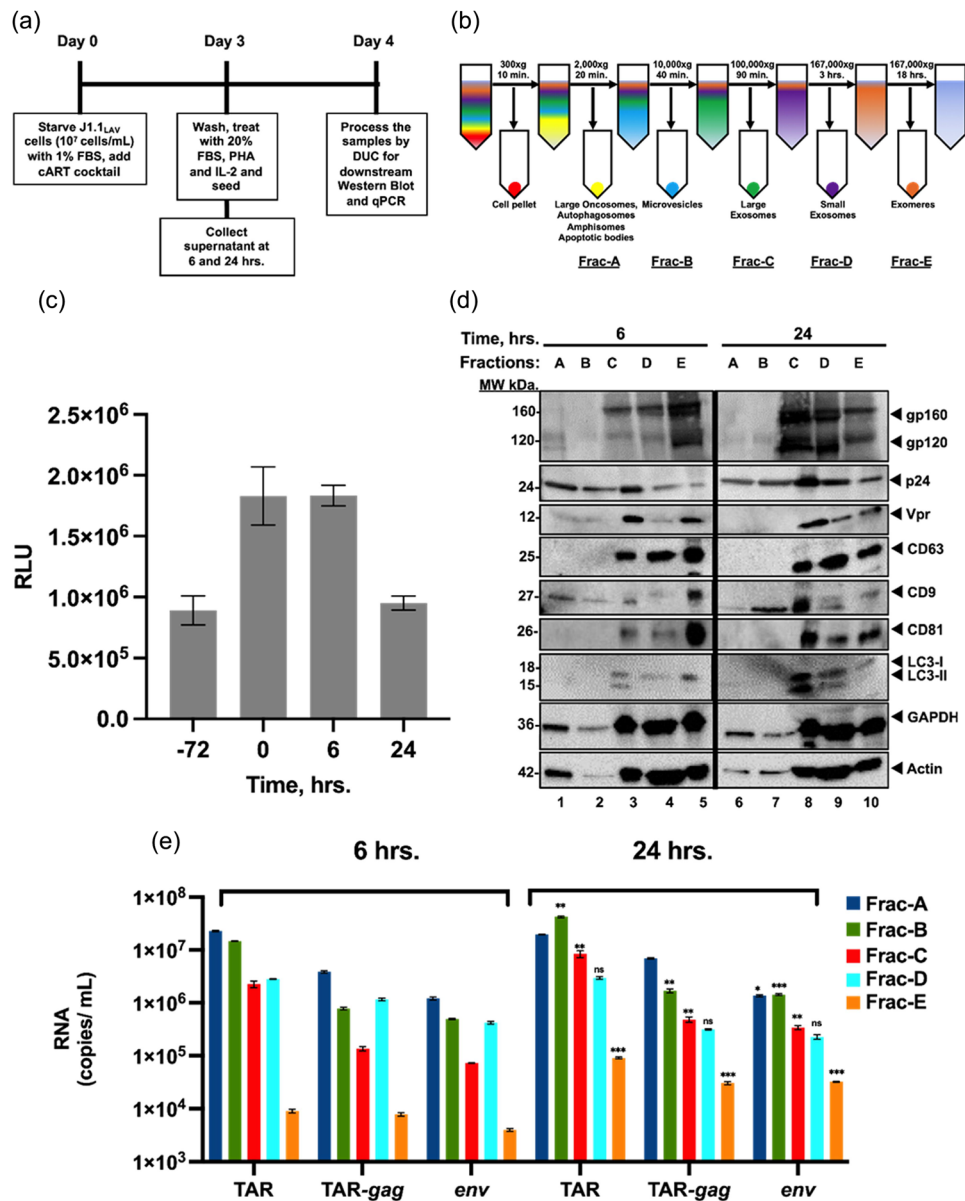 (a)
Day 0 Day 3 Day 4
Starve J1.1LAV
cells (10⁷ cells/mL)
with 1% FBS, add
cART cocktail
Wash, treat
with 20%
FBS, PHA
and IL-2 and
seed
Collect
supernatant at
6 and 24 hrs.
Process the
samples by
DUC for
downstream
Western Blot
and qPCR
(b)
300xg 2,000xg 10,000xg 100,000xg 167,000xg 167,000xg
10 min. 20 min. 40 min. 90 min. 3 hrs. 18 hrs.
Cell pellet
Large Oncosomes,
Autophagosomes
Amphisomes
Apoptotic bodies
Microvesicles
Large
Exosomes
Small
Exosomes
Exomeres
Frac-A Frac-B Frac-C Frac-D Frac-E
(c)
2.5×10⁶
2.0×10⁶
1.5×10⁶
1.0×10⁶
5.0×10⁵
0.0
RLU
-72 0 6 24
Time, hrs.
(d)
Time, hrs. 6 24
Fractions: A B C D E A B C D E
MW kDa.
160- gp160
120- gp120
24- p24
12- Vpr
25- CD63
27- CD9
26- CD81
18- LC3-I
15- LC3-II
36- GAPDH
42- Actin
1 2 3 4 5 6 7 8 9 10
(e)
6 hrs. 24 hrs.
1×10⁸
1×10⁷
1×10⁶
1×10⁵
1×10⁴
1×10³
RNA
(copies/ mL)
** ** ns ***
** ** ns ***
* *** ** ns ***
Frac-A
Frac-B
Frac-C
Frac-D
Frac-E
TAR TAR-gag env TAR TAR-gag env